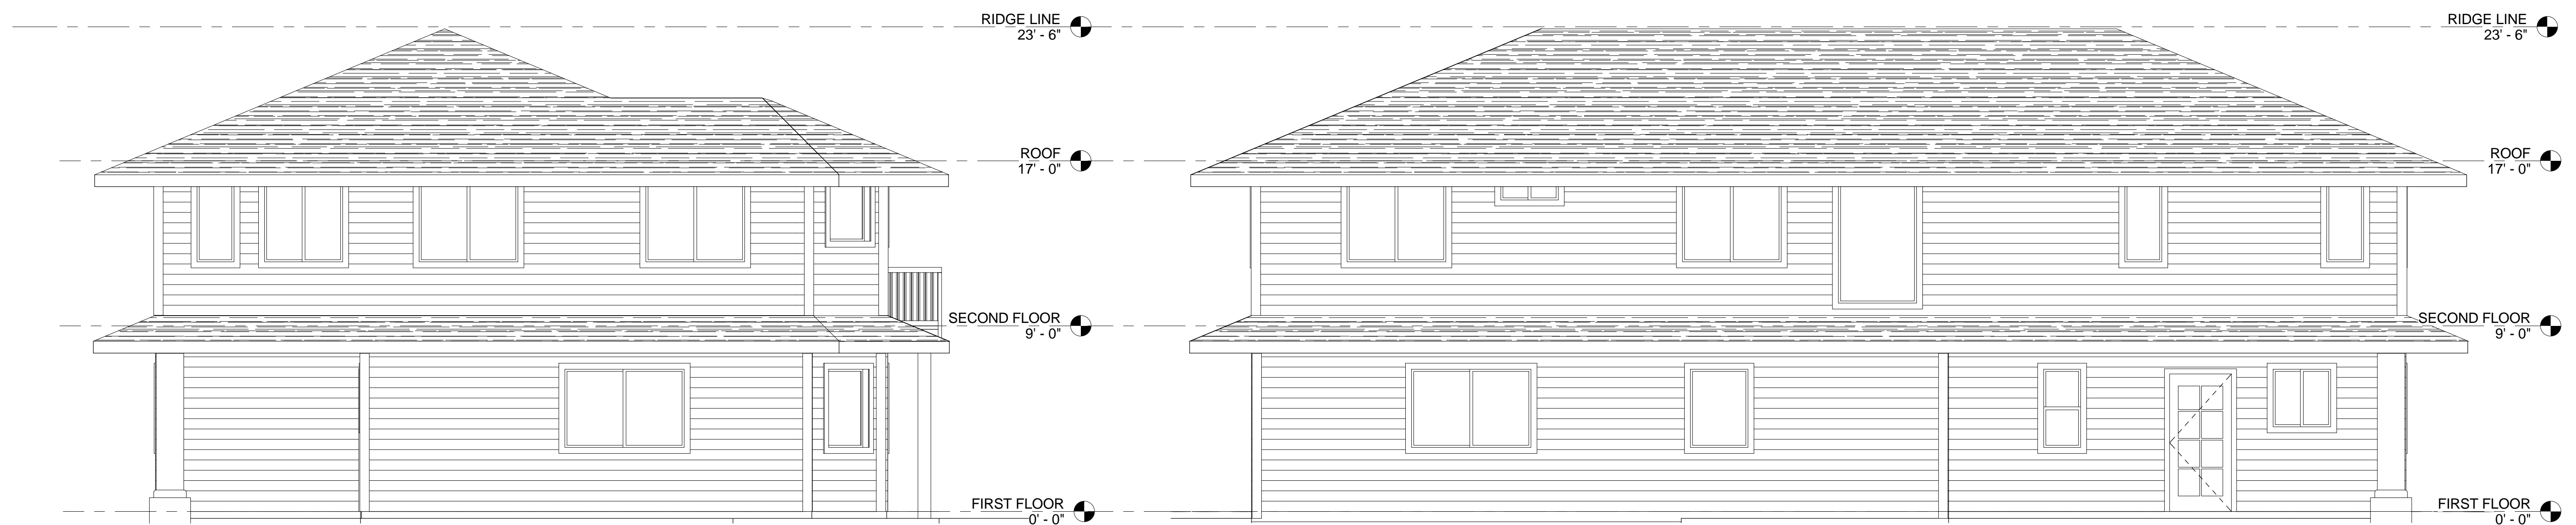 RIDGE LINE
23' - 6"
ROOF
17' - 0"
SECOND FLOOR
9' - 0"
FIRST FLOOR
0' - 0"
RIDGE LINE
23' - 6"
ROOF
17' - 0"
SECOND FLOOR
9' - 0"
FIRST FLOOR
0' - 0"